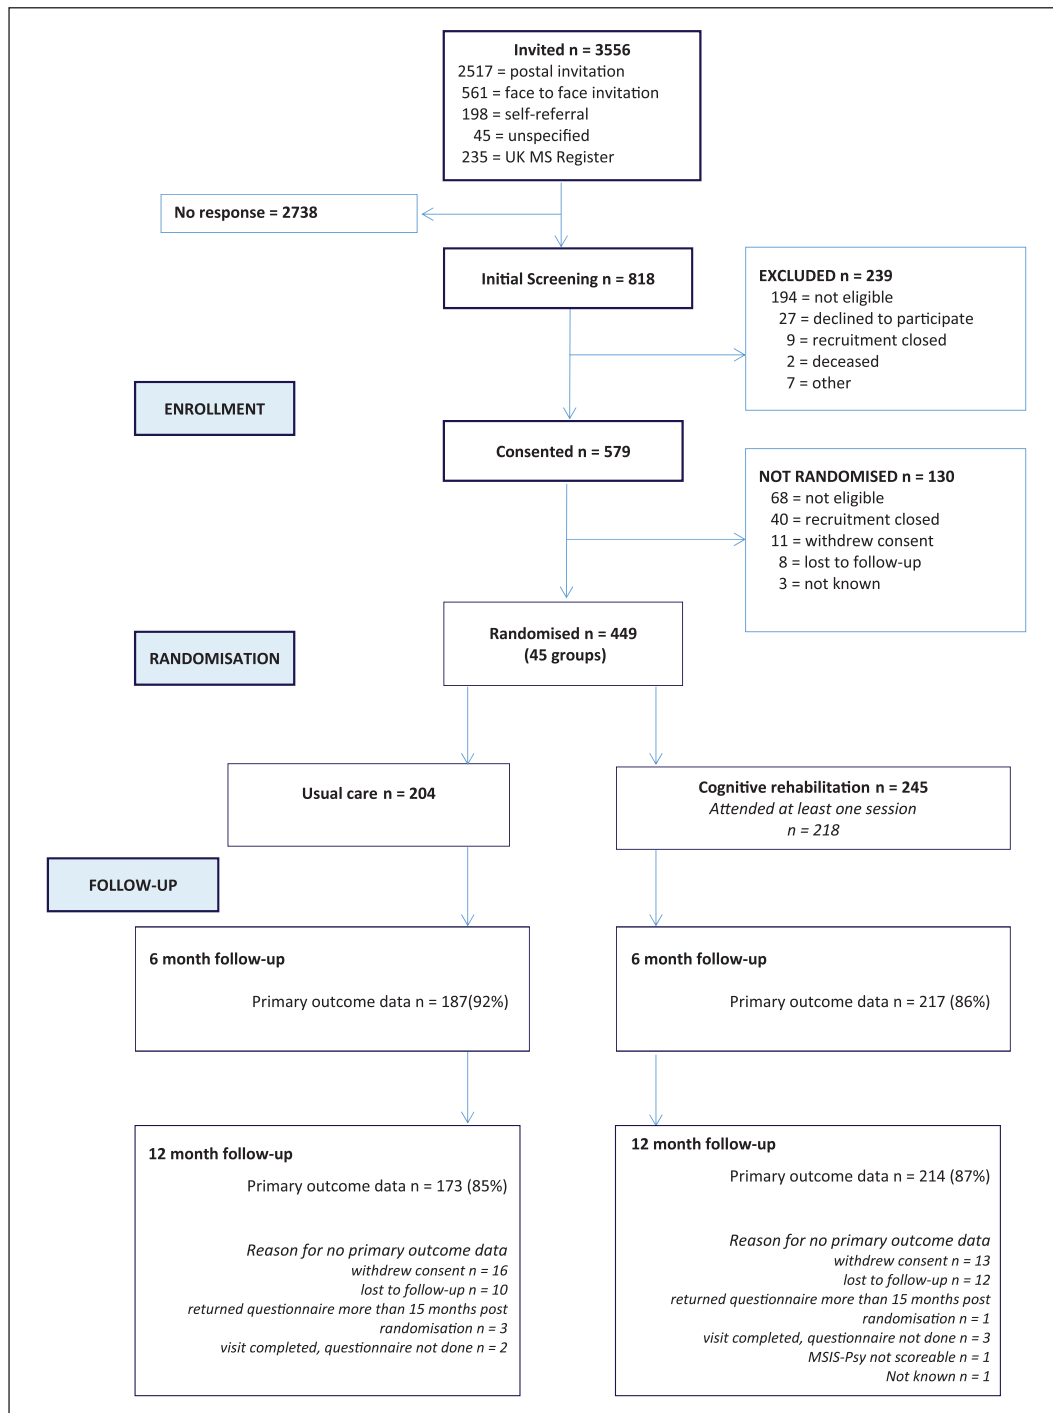 Invited n = 3556
2517 = postal invitation
561 = face to face invitation
198 = self-referral
45 = unspecified
235 = UK MS Register
No response = 2738
Initial Screening n = 818
EXCLUDED n = 239
194 = not eligible
27 = declined to participate
9 = recruitment closed
2 = deceased
7 = other
ENROLLMENT
Consented n = 579
NOT RANDOMISED n = 130
68 = not eligible
40 = recruitment closed
11 = withdrew consent
8 = lost to follow-up
3 = not known
Randomised n = 449
(45 groups)
RANDOMISATION
Usual care n = 204
Cognitive rehabilitation n = 245
Attended at least one session
n = 218
FOLLOW-UP
6 month follow-up
Primary outcome data n = 187(92%)
6 month follow-up
Primary outcome data n = 217 (86%)
12 month follow-up
Primary outcome data n = 173 (85%)
Reason for no primary outcome data
withdrew consent n = 16
lost to follow-up n = 10
returned questionnaire more than 15 months post
randomisation n = 3
visit completed, questionnaire not done n = 2
12 month follow-up
Primary outcome data n = 214 (87%)
Reason for no primary outcome data
withdrew consent n = 13
lost to follow-up n = 12
returned questionnaire more than 15 months post
randomisation n = 1
visit completed, questionnaire not done n = 3
MSIS-Psy not scoreable n = 1
Not known n = 1